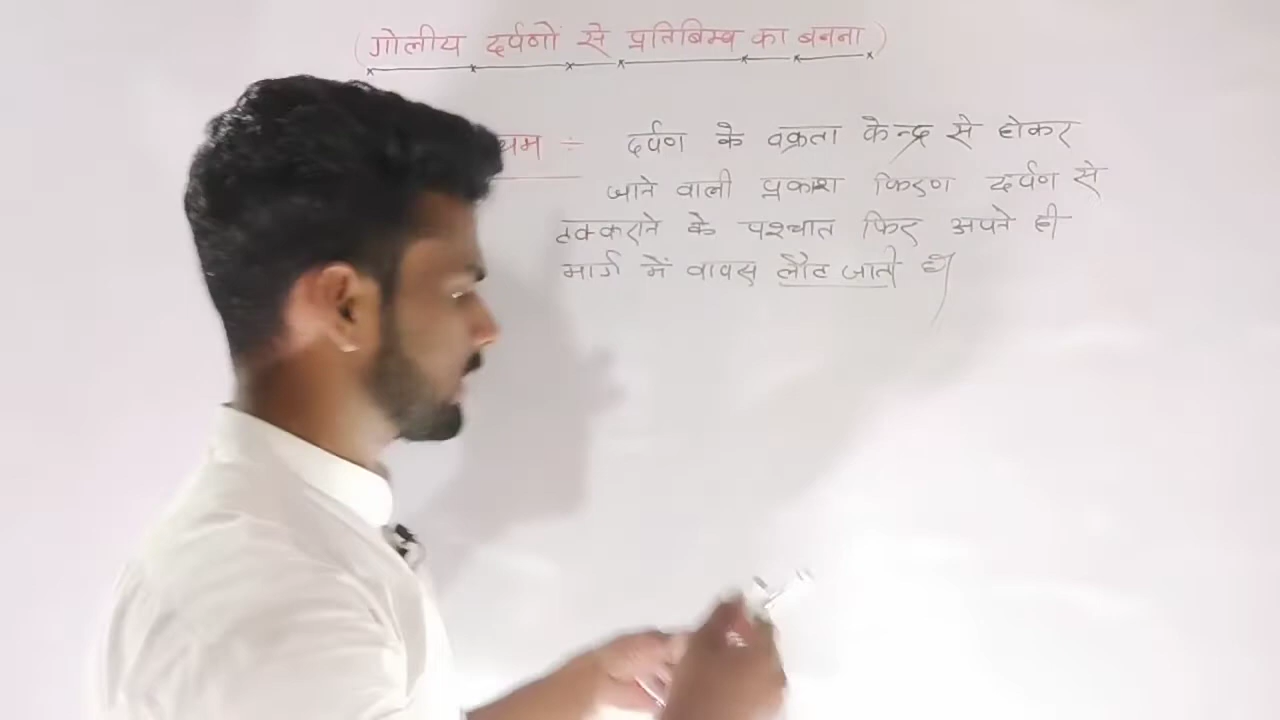 (गोलीय दर्पणों से प्रतिबिम्ब का बनना)
दर्पण के वक्रता केन्द्र से होकर
जाने वाली प्रकाश किरण दर्पण से
टकराने के पश्चात फिर अपने ही
मार्ग में वापस लौट जाती है